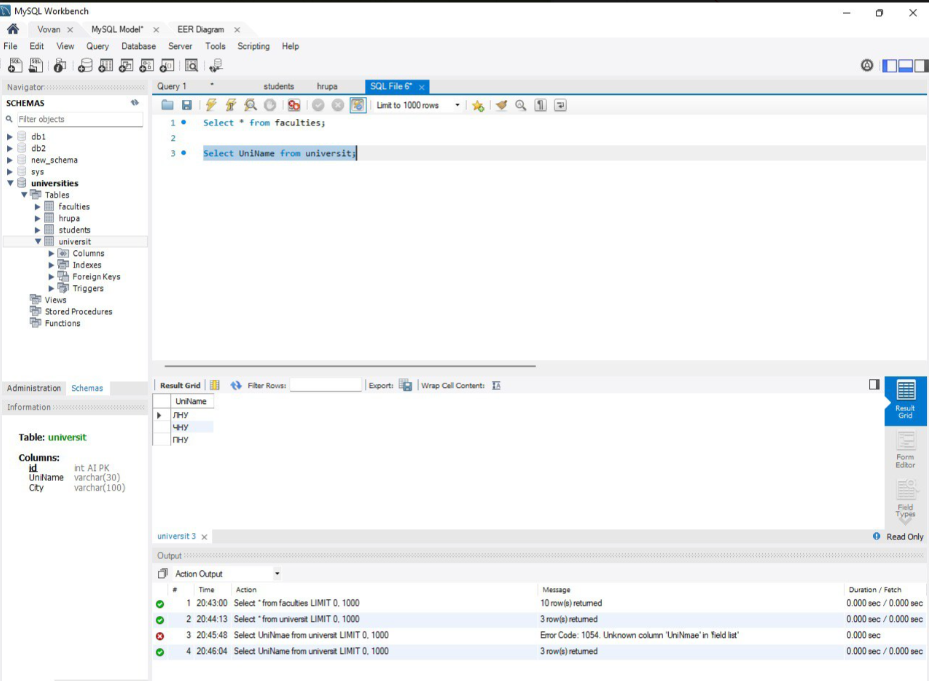 MySQL Workbench
Vovan MySQL Model* EER Diagram
File Edit View Query Database Server Tools Scripting Help
Navigator
SCHEMAS
Filter objects
db1
db2
new_schema
sys
universities
Tables
faculties
hrupa
students
universit
Columns
Indexes
Foreign Keys
Triggers
Views
Stored Procedures
Functions
Administration Schemas
Information
Table: universit
Columns:
id int AI PK
UniName varchar(30)
City varchar(100)
Query 1 students hrupa SQL File 6*
Limit to 1000 rows
1 Select * from faculties;
2
3 Select UniName from universit;
Result Grid Filter Rows: Export: Wrap Cell Content:
UniName
ЛНУ
ЧНУ
ПНУ
Result
Grid
Form
Editor
Field
Types
universit 3 Read Only
Output
Action Output
# Time Action Message Duration / Fetch
1 20:43:00 Select * from faculties LIMIT 0, 1000 10 row(s) returned 0.000 sec / 0.000 sec
2 20:44:13 Select * from universit LIMIT 0, 1000 3 row(s) returned 0.000 sec / 0.000 sec
3 20:45:48 Select UniNmae from universit LIMIT 0, 1000 Error Code: 1054. Unknown column 'UniNmae' in 'field list' 0.000 sec
4 20:46:04 Select UniName from universit LIMIT 0, 1000 3 row(s) returned 0.000 sec / 0.000 sec